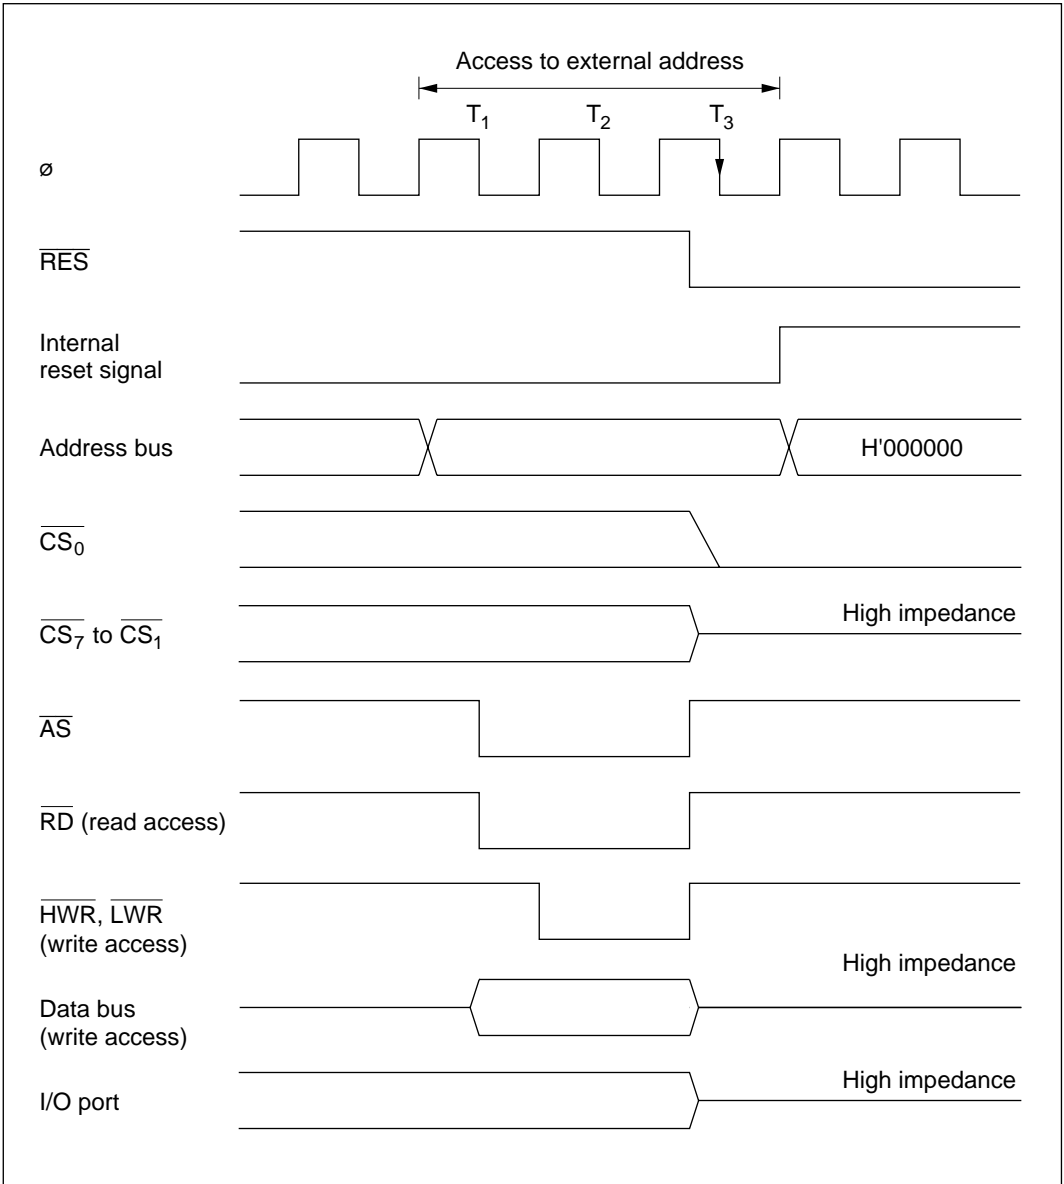 Access to external address
T1 T2 T3
ø
RES
Internal
reset signal
Address bus
H'000000
CS0
High impedance
CS7 to CS1
AS
RD (read access)
HWR, LWR
(write access)
High impedance
Data bus
(write access)
High impedance
I/O port